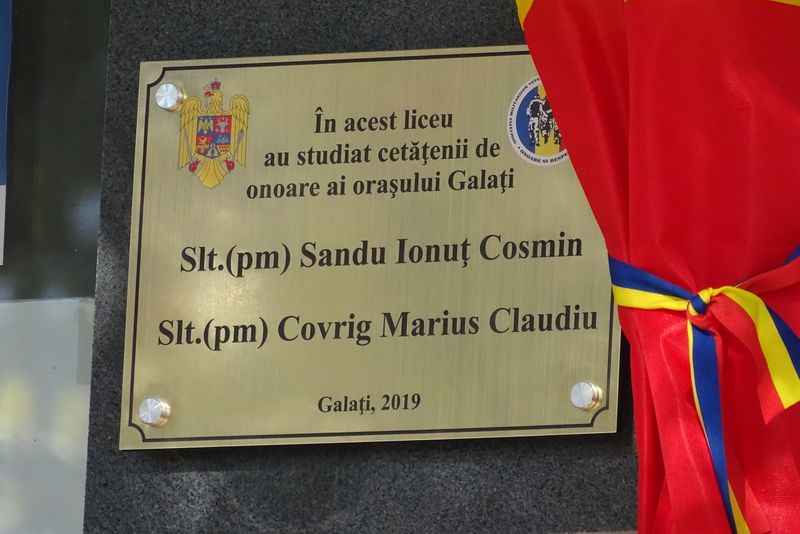 În acest liceu
au studiat cetăţenii de
onoare ai oraşului Galaţi
Slt.(pm) Sandu Ionuţ Cosmin
Slt.(pm) Covrig Marius Claudiu
Galaţi, 2019